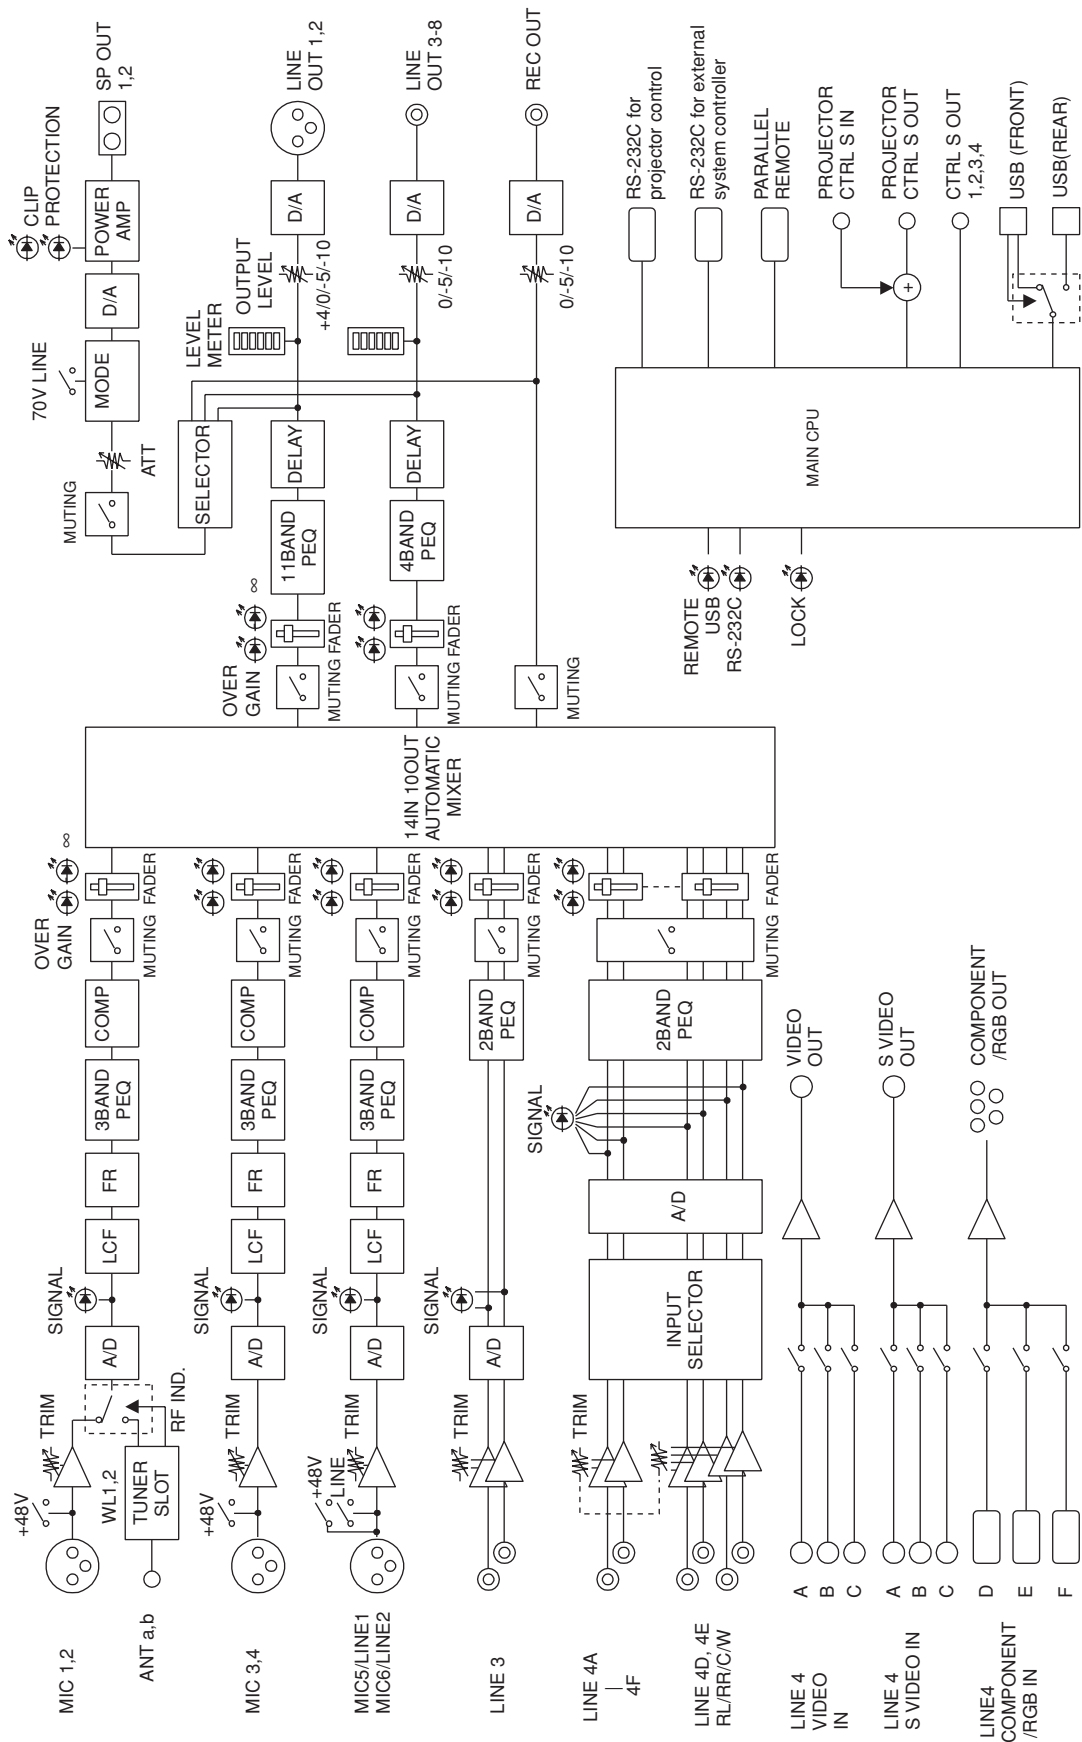 MIC 1,2
+48V
TRIM
ANT a,b
WL1,2
TUNER
SLOT
RF IND.
A/D
SIGNAL
LCF
FR
3BAND
PEQ
COMP
MUTING
OVER
GAIN
∞
FADER
MIC 3,4
+48V
TRIM
A/D
SIGNAL
LCF
FR
3BAND
PEQ
COMP
MUTING
FADER
MIC5/LINE1
MIC6/LINE2
+48V
LINE
TRIM
A/D
SIGNAL
LCF
FR
3BAND
PEQ
COMP
MUTING
FADER
LINE 3
TRIM
A/D
SIGNAL
2BAND
PEQ
MUTING
FADER
LINE 4A
—
4F
LINE 4D, 4E
RL/RR/C/W
TRIM
INPUT
SELECTOR
A/D
SIGNAL
2BAND
PEQ
MUTING
FADER
14IN 10OUT
AUTOMATIC
MIXER
MUTING
OVER
GAIN
∞
FADER
11BAND
PEQ
DELAY
LEVEL
METER
OUTPUT
LEVEL
+4/0/-5/-10
D/A
LINE
OUT 1,2
MUTING
FADER
4BAND
PEQ
DELAY
0/-5/-10
D/A
LINE
OUT 3-8
MUTING
0/-5/-10
D/A
REC OUT
SELECTOR
MUTING
ATT
70V LINE
MODE
D/A
POWER
AMP
CLIP
PROTECTION
SP OUT
1,2
LINE 4
VIDEO
IN
A
B
C
VIDEO
OUT
LINE 4
S VIDEO IN
A
B
C
S VIDEO
OUT
LINE4
COMPONENT
/RGB IN
D
E
F
COMPONENT
/RGB OUT
REMOTE
USB
RS-232C
LOCK
MAIN CPU
RS-232C for
projector control
RS-232C for external
system controller
PARALLEL
REMOTE
PROJECTOR
CTRL S IN
PROJECTOR
CTRL S OUT
+
CTRL S OUT
1,2,3,4
USB (FRONT)
USB(REAR)